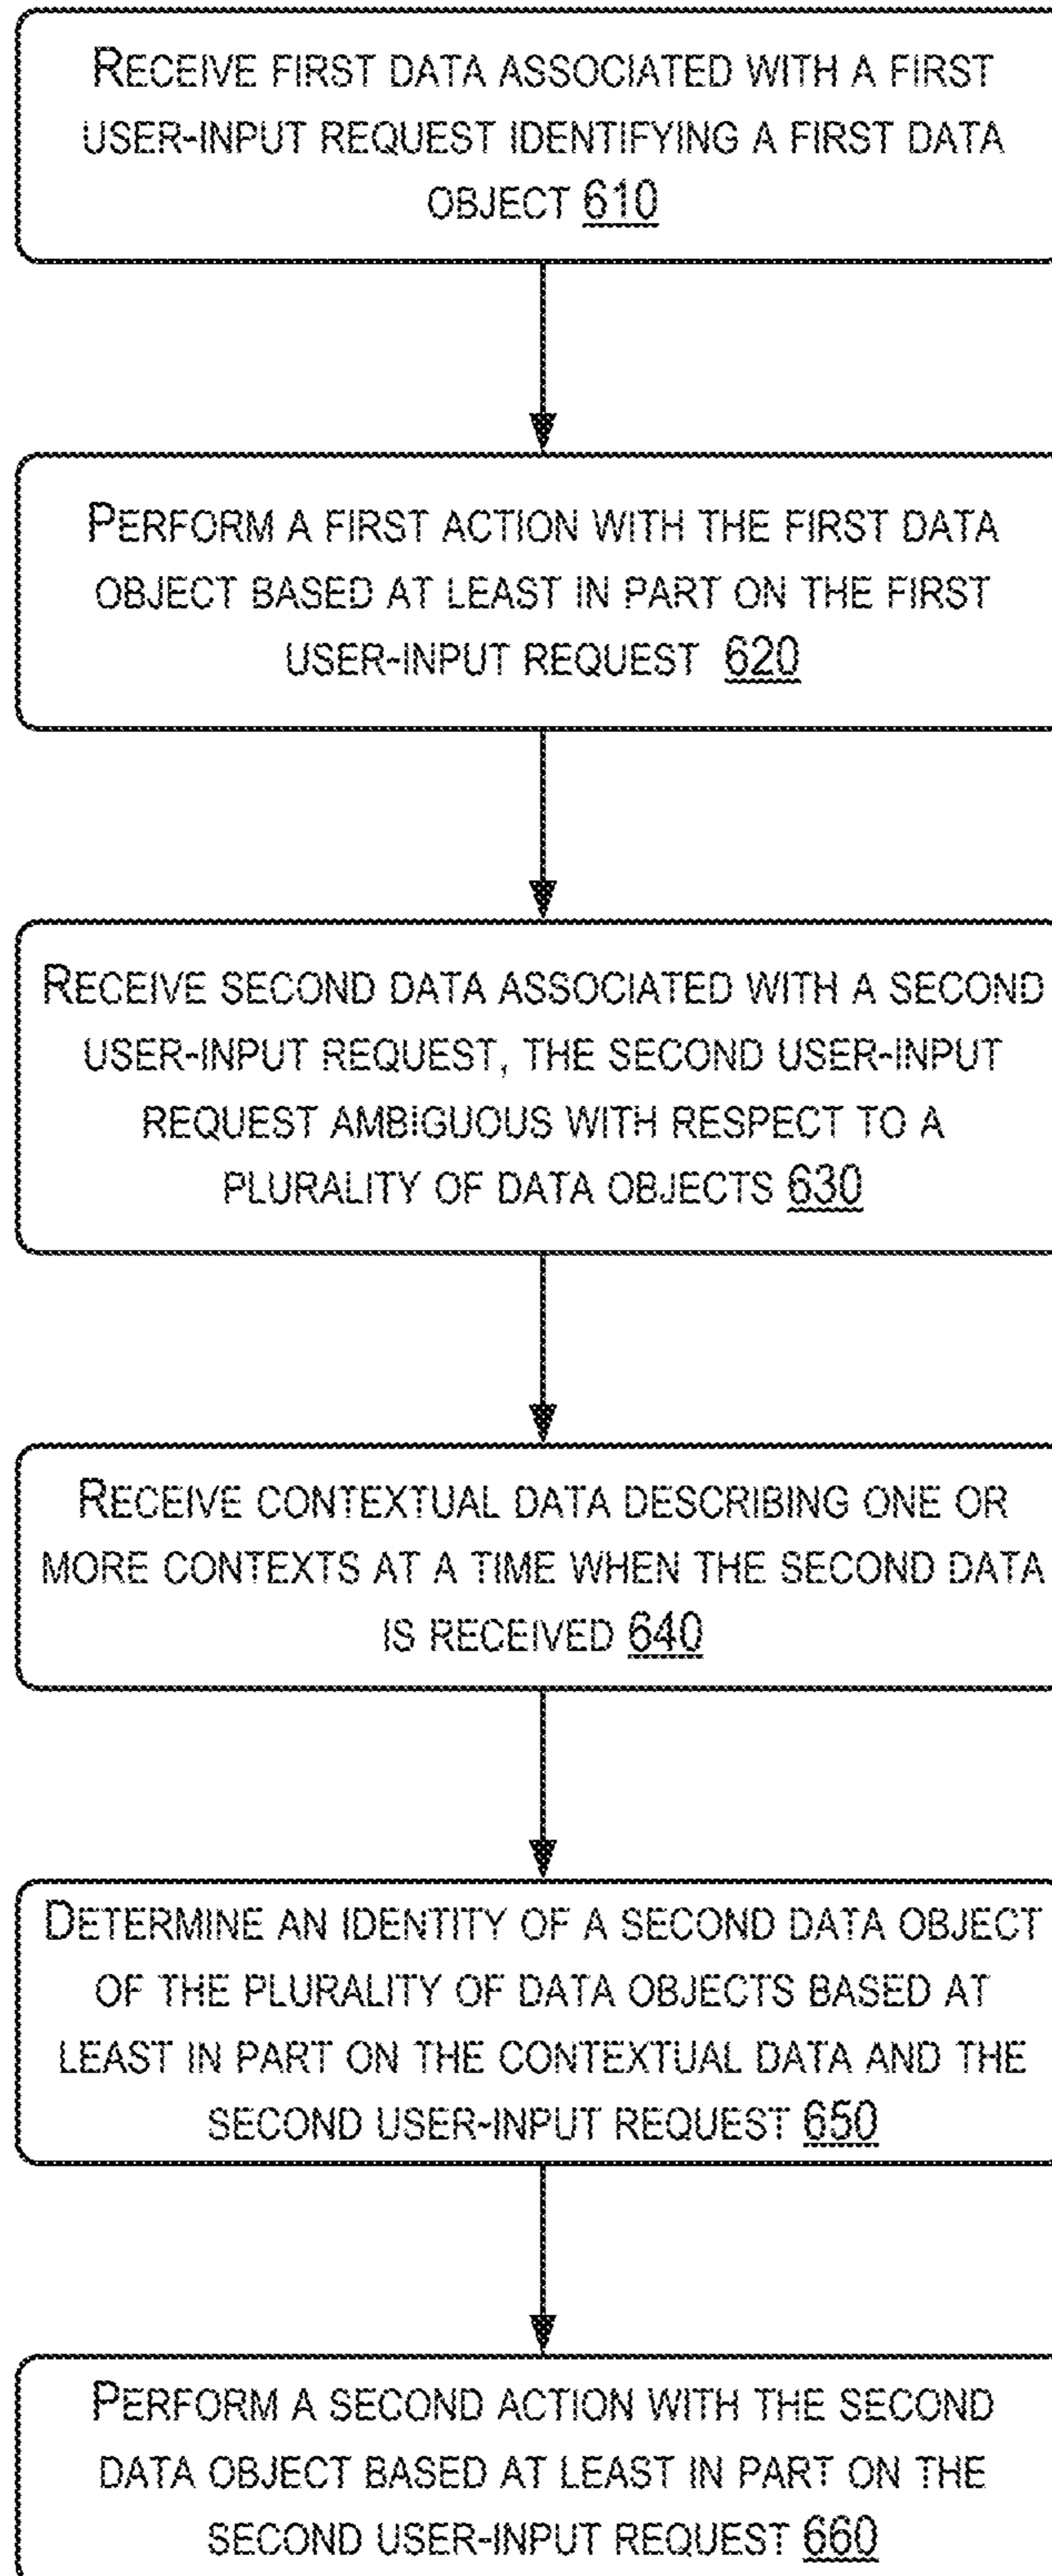 RECEIVE FIRST DATA ASSOCIATED WITH A FIRST
USER-INPUT REQUEST IDENTIFYING A FIRST DATA
OBJECT 610
PERFORM A FIRST ACTION WITH THE FIRST DATA
OBJECT BASED AT LEAST IN PART ON THE FIRST
USER-INPUT REQUEST 620
RECEIVE SECOND DATA ASSOCIATED WITH A SECOND
USER-INPUT REQUEST, THE SECOND USER-INPUT
REQUEST AMBIGUOUS WITH RESPECT TO A
PLURALITY OF DATA OBJECTS 630
RECEIVE CONTEXTUAL DATA DESCRIBING ONE OR
MORE CONTEXTS AT A TIME WHEN THE SECOND DATA
IS RECEIVED 640
DETERMINE AN IDENTITY OF A SECOND DATA OBJECT
OF THE PLURALITY OF DATA OBJECTS BASED AT
LEAST IN PART ON THE CONTEXTUAL DATA AND THE
SECOND USER-INPUT REQUEST 650
PERFORM A SECOND ACTION WITH THE SECOND
DATA OBJECT BASED AT LEAST IN PART ON THE
SECOND USER-INPUT REQUEST 660